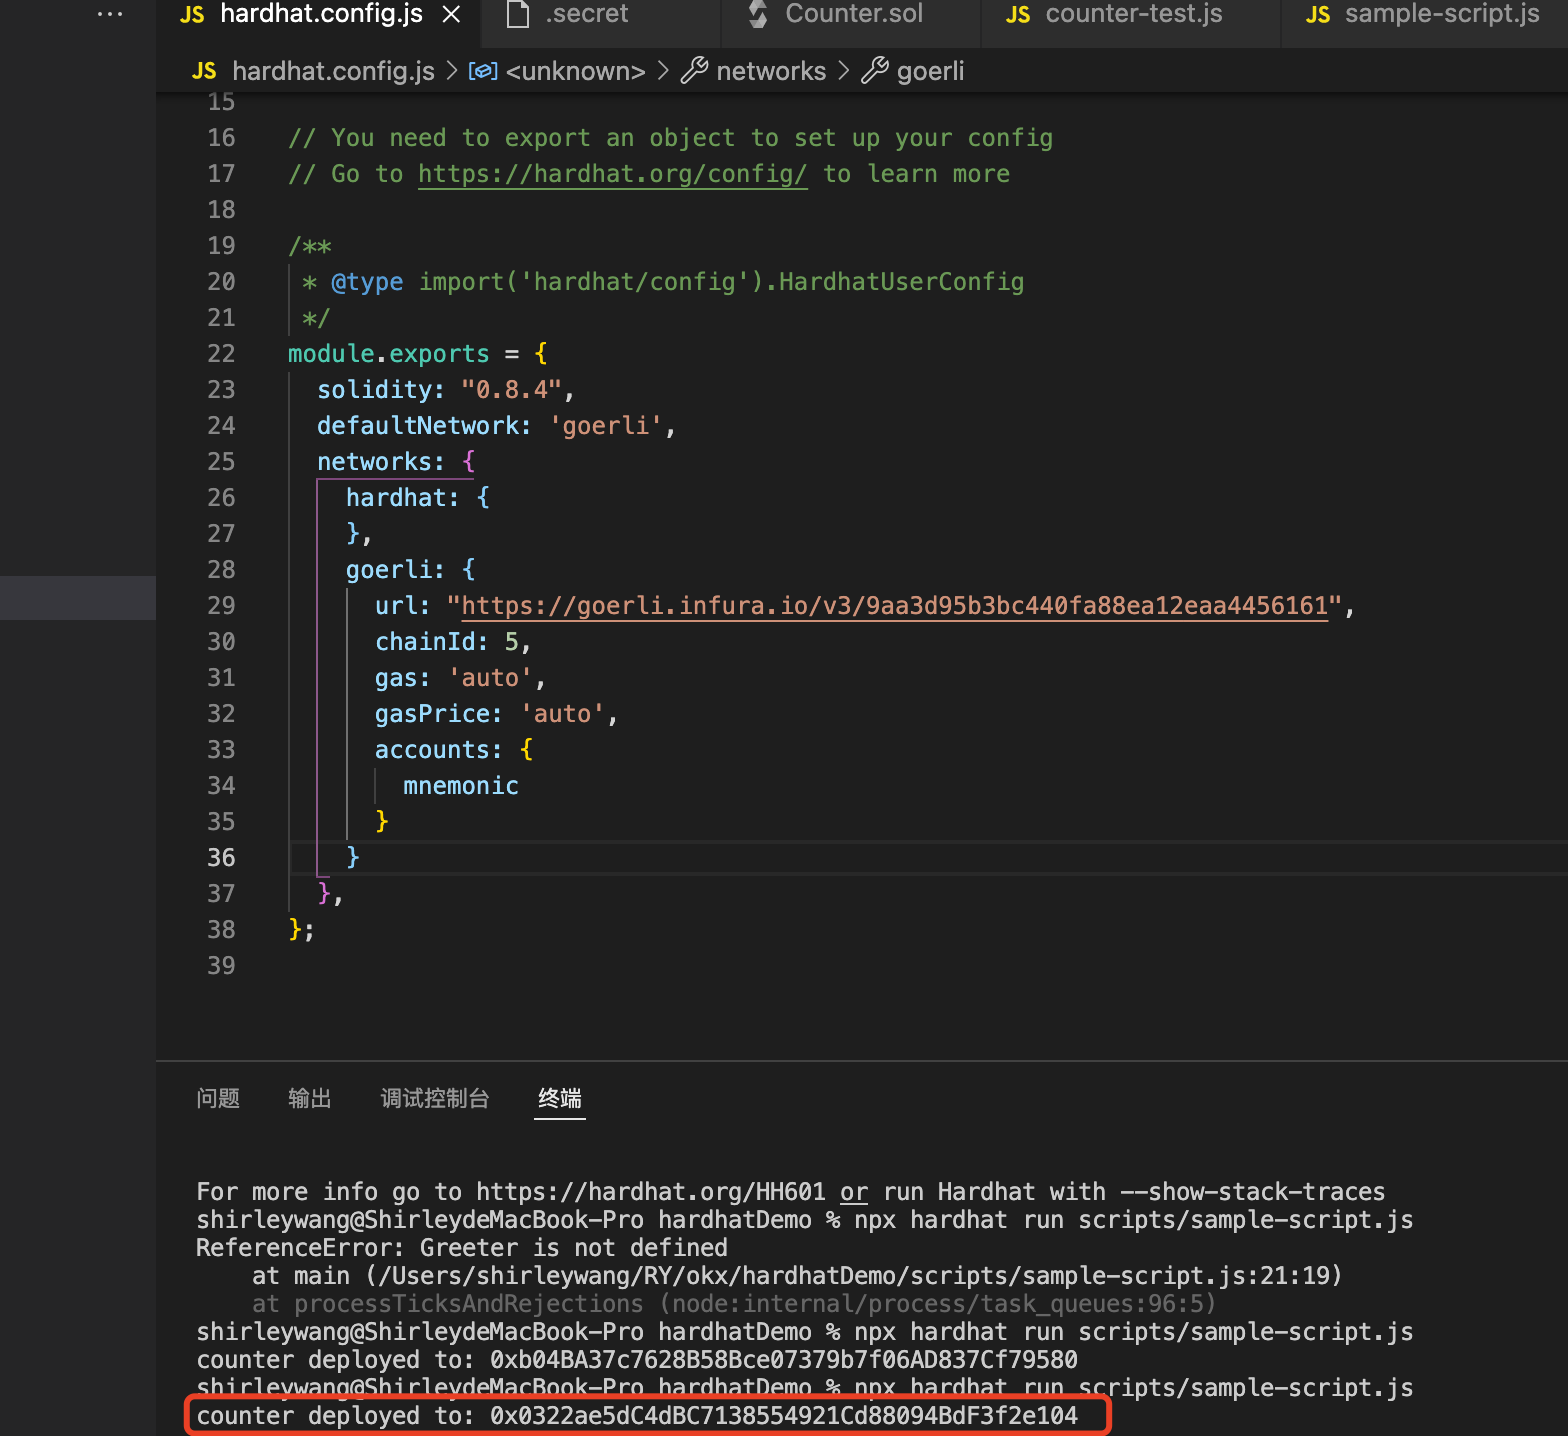 JS hardhat.config.js × .secret Counter.sol JS counter-test.js JS sample-script.js
JS hardhat.config.js > <unknown> > networks > goerli
15
16 // You need to export an object to set up your config
17 // Go to https://hardhat.org/config/ to learn more
18
19 /**
20 * @type import('hardhat/config').HardhatUserConfig
21 */
22 module.exports = {
23 solidity: "0.8.4",
24 defaultNetwork: 'goerli',
25 networks: {
26 hardhat: {
27 },
28 goerli: {
29 url: "https://goerli.infura.io/v3/9aa3d95b3bc440fa88ea12eaa4456161",
30 chainId: 5,
31 gas: 'auto',
32 gasPrice: 'auto',
33 accounts: {
34 mnemonic
35 }
36 }
37 },
38 };
39
问题 输出 调试控制台 终端
For more info go to https://hardhat.org/HH601 or run Hardhat with --show-stack-traces
shirleywang@ShirleydeMacBook-Pro hardhatDemo % npx hardhat run scripts/sample-script.js
ReferenceError: Greeter is not defined
at main (/Users/shirleywang/RY/okx/hardhatDemo/scripts/sample-script.js:21:19)
at processTicksAndRejections (node:internal/process/task_queues:96:5)
shirleywang@ShirleydeMacBook-Pro hardhatDemo % npx hardhat run scripts/sample-script.js
counter deployed to: 0xb04BA37c7628B58Bce07379b7f06AD837Cf79580
shirleywang@ShirleydeMacBook-Pro hardhatDemo % npx hardhat run scripts/sample-script.js
counter deployed to: 0x0322ae5dC4dBC7138554921Cd88094BdF3f2e104